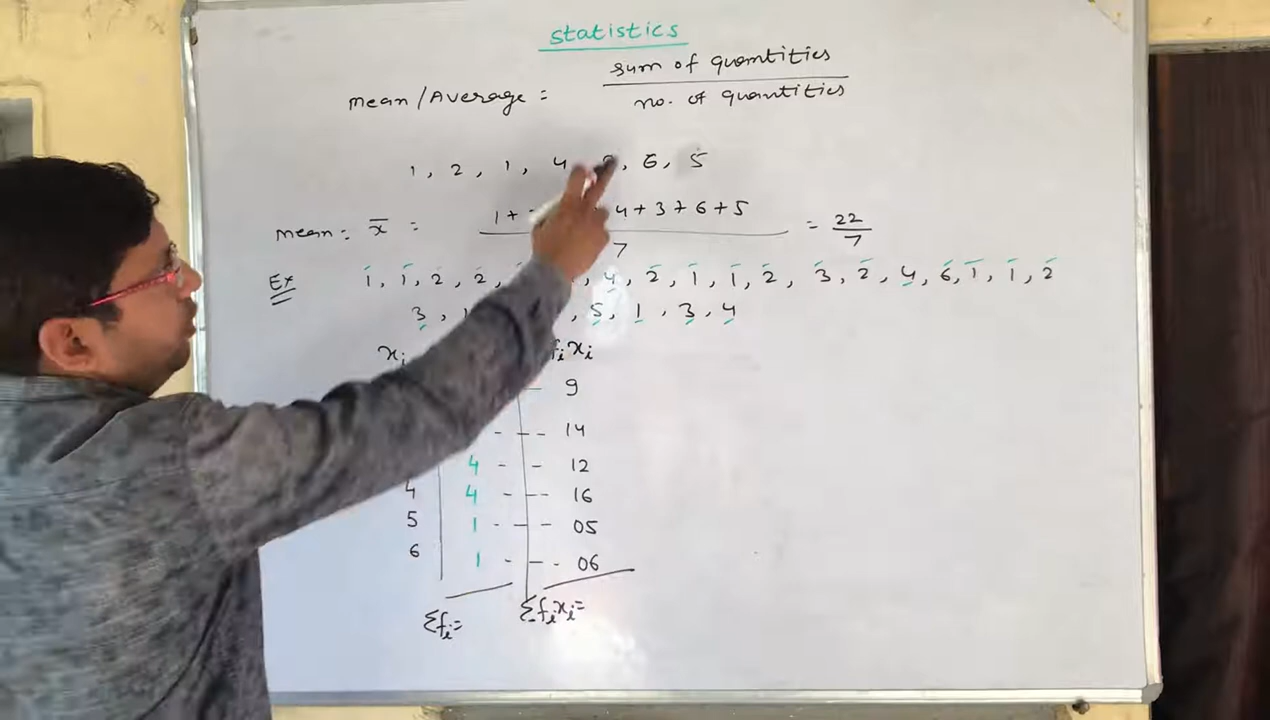 statistics
mean/Average = sum of quantities
no. of quantities
1, 2, 1, 4, , 6, 5
mean = x̄ = 1+ 4+3+6+5 = 22
7 7
Ex 1, 1, 2, 2, 4, 2, 1, 1, 2, 3, 2, 4, 6, 1, 1, 2
3, 5, 1, 3, 4
xᵢ fᵢxᵢ
9
14
4 12
4 4 16
5 1 05
6 1 06
Σfᵢ= Σfᵢxᵢ=